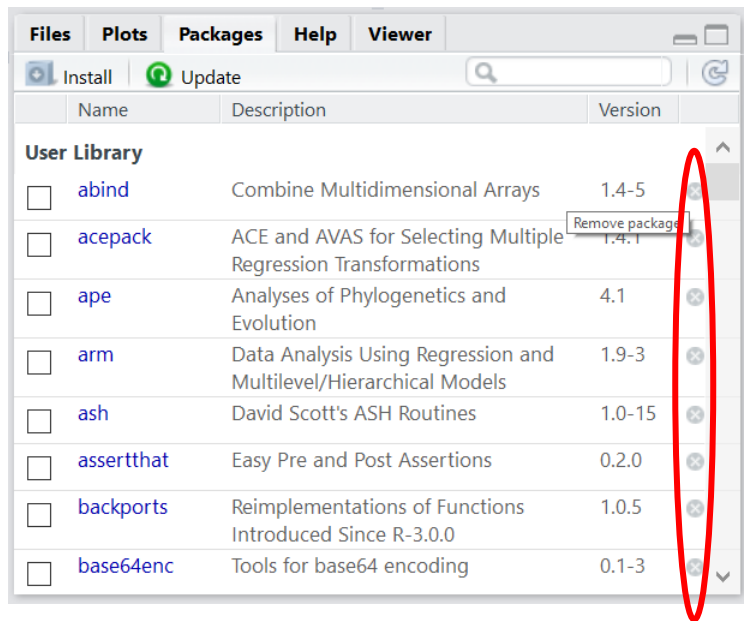 Files Plots Packages Help Viewer
Install Update
Name Description Version
User Library
abind Combine Multidimensional Arrays 1.4-5
Remove package
acepack ACE and AVAS for Selecting Multiple 1.4.1
Regression Transformations
ape Analyses of Phylogenetics and 4.1
Evolution
arm Data Analysis Using Regression and 1.9-3
Multilevel/Hierarchical Models
ash David Scott's ASH Routines 1.0-15
assertthat Easy Pre and Post Assertions 0.2.0
backports Reimplementations of Functions 1.0.5
Introduced Since R-3.0.0
base64enc Tools for base64 encoding 0.1-3